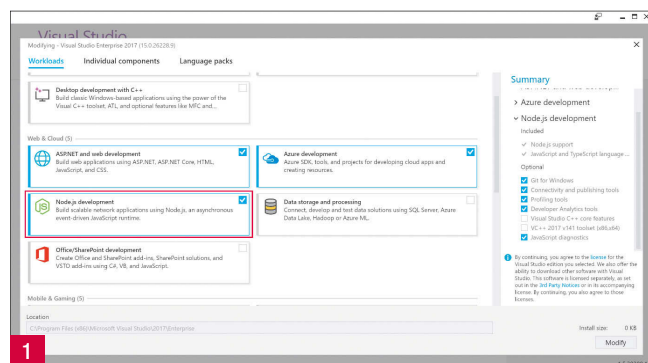 Visual Studio
Modifying - Visual Studio Enterprise 2017 (15.0.26228.9)
Workloads
Individual components
Language packs
Desktop development with C++
Build classic Windows-based applications using the power of the
Visual C++ toolset, ATL, and optional features like MFC and...
Web & Cloud (5)
ASP.NET and web development
Build web applications using ASP.NET, ASP.NET Core, HTML,
JavaScript, and CSS.
Azure development
Azure SDK, tools, and projects for developing cloud apps and
creating resources.
Node.js development
Build scalable network applications using Node.js, an asynchronous
event-driven JavaScript runtime.
Data storage and processing
Connect, develop and test data solutions using SQL Server, Azure
Data Lake, Hadoop or Azure ML.
Office/SharePoint development
Create Office and SharePoint add-ins, SharePoint solutions, and
VSTO add-ins using C#, VB, and JavaScript.
Mobile & Gaming (5)
Summary
Azure development
Node.js development
Included
Node.js support
JavaScript and TypeScript language...
Optional
Git for Windows
Connectivity and publishing tools
Profiling tools
Developer Analytics tools
Visual Studio C++ core features
VC++ 2017 v141 toolset (x86,x64)
JavaScript diagnostics
By continuing, you agree to the license for the
Visual Studio edition you selected. We also offer the
ability to download other software with Visual
Studio. This software is licensed separately, as set
out in the 3rd Party Notices or in its accompanying
license. By continuing, you also agree to those
licenses.
Location
C:\Program Files (x86)\Microsoft Visual Studio\2017\Enterprise
Install size: 0 KB
Modify
1